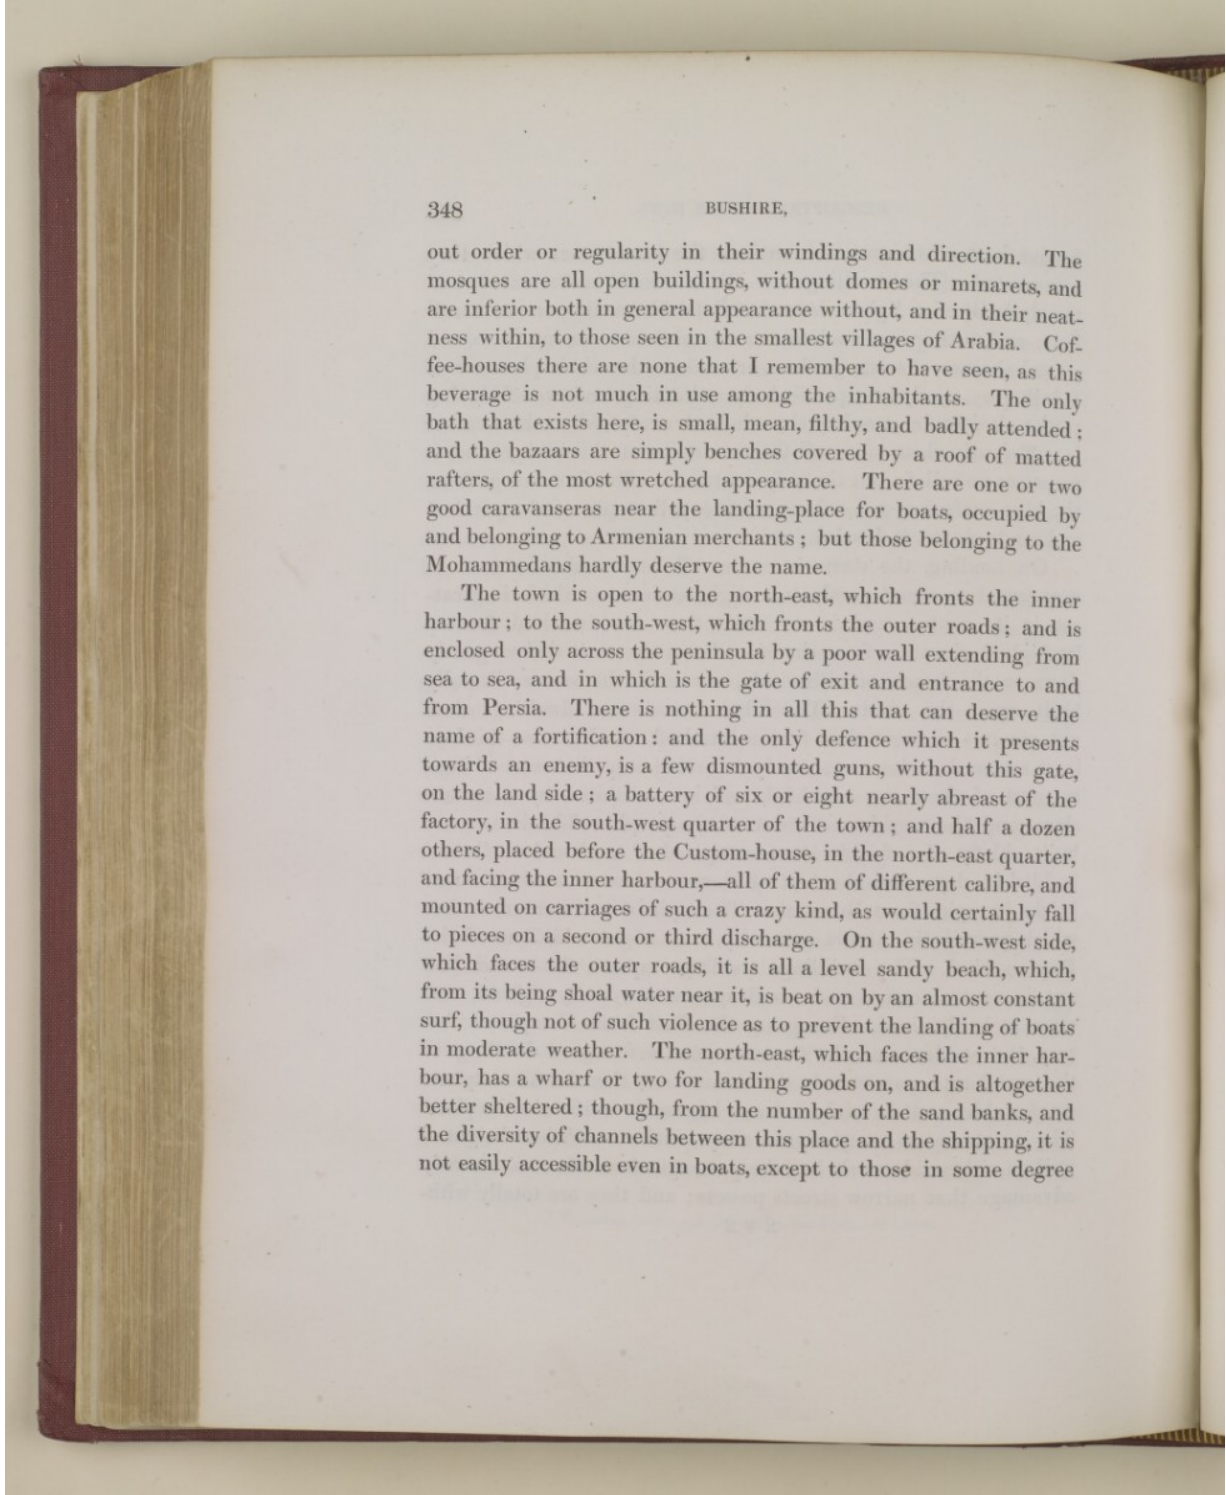 348
BUSHIRE,
out order or regularity in their windings and direction. The
mosques are all open buildings, without domes or minarets, and
are inferior both in general appearance without, and in their neat-
ness within, to those seen in the smallest villages of Arabia. Cof-
fee-houses there are none that I remember to have seen, as this
beverage is not much in use among the inhabitants. The only
bath that exists here, is small, mean, filthy, and badly attended;
and the bazaars are simply benches covered by a roof of matted
rafters, of the most wretched appearance. There are one or two
good caravanseras near the landing-place for boats, occupied by
and belonging to Armenian merchants; but those belonging to the
Mohammedans hardly deserve the name.
The town is open to the north-east, which fronts the inner
harbour; to the south-west, which fronts the outer roads; and is
enclosed only across the peninsula by a poor wall extending from
sea to sea, and in which is the gate of exit and entrance to and
from Persia. There is nothing in all this that can deserve the
name of a fortification: and the only defence which it presents
towards an enemy, is a few dismounted guns, without this gate,
on the land side; a battery of six or eight nearly abreast of the
factory, in the south-west quarter of the town; and half a dozen
others, placed before the Custom-house, in the north-east quarter,
and facing the inner harbour,—all of them of different calibre, and
mounted on carriages of such a crazy kind, as would certainly fall
to pieces on a second or third discharge. On the south-west side,
which faces the outer roads, it is all a level sandy beach, which,
from its being shoal water near it, is beat on by an almost constant
surf, though not of such violence as to prevent the landing of boats
in moderate weather. The north-east, which faces the inner har-
bour, has a wharf or two for landing goods on, and is altogether
better sheltered; though, from the number of the sand banks, and
the diversity of channels between this place and the shipping, it is
not easily accessible even in boats, except to those in some degree